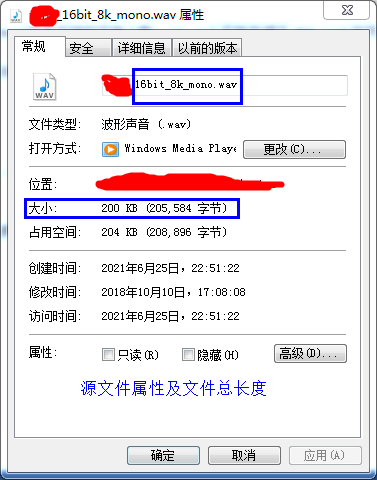 _16bit_8k_mono.wav 属性
常规
安全
详细信息
以前的版本
WAV
16bit_8k_mono.wav
文件类型: 波形声音 (.wav)
打开方式: Windows Media Playe 更改(C)...
位置:
大小: 200 KB (205,584 字节)
占用空间: 204 KB (208,896 字节)
创建时间: 2021年6月25日, 22:51:22
修改时间: 2018年10月10日, 17:08:08
访问时间: 2021年6月25日, 22:51:22
属性: 只读(R) 隐藏(H) 高级(D)...
源文件属性及文件总长度
确定 取消 应用(A)